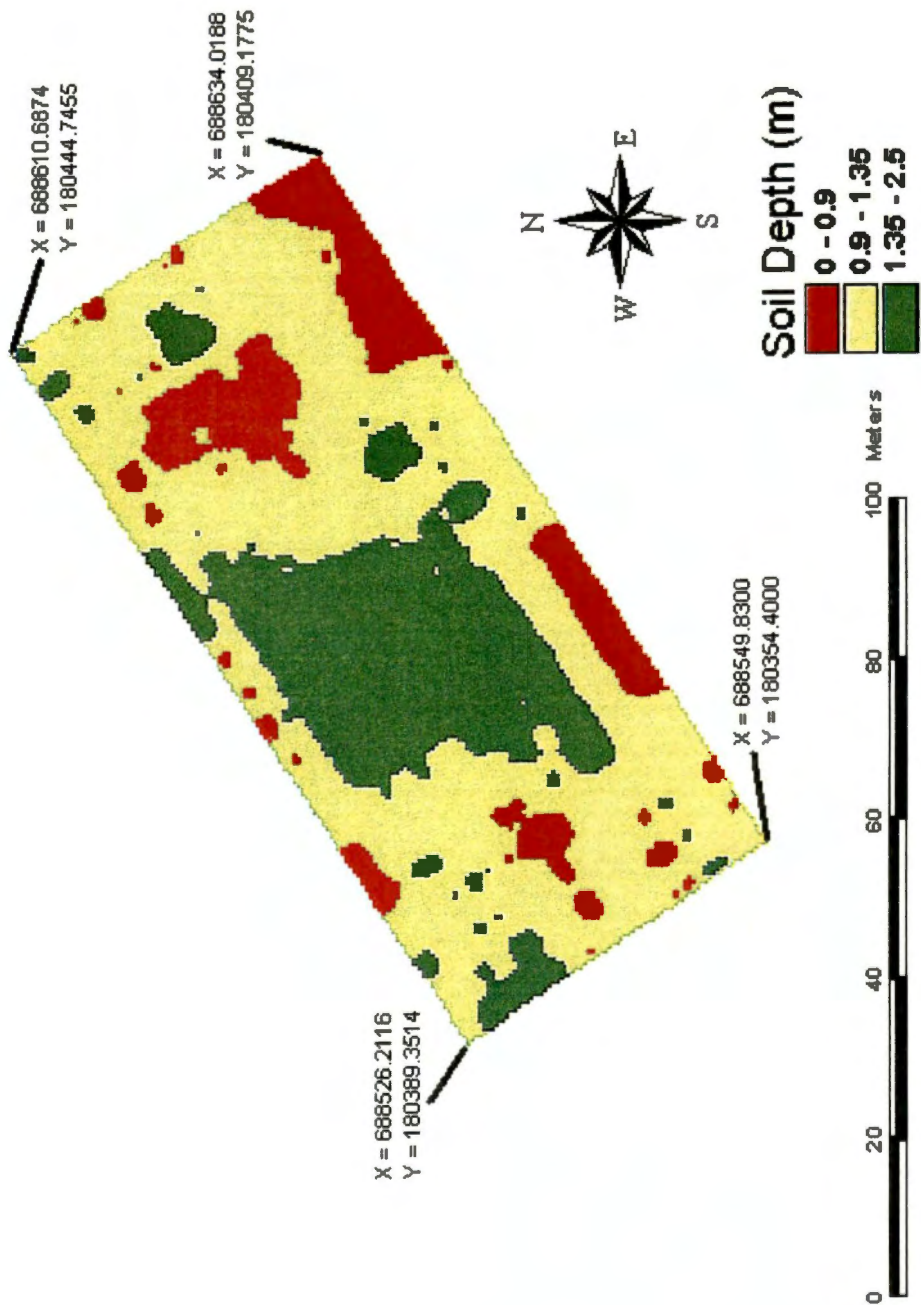 X = 688610.6874
Y = 180444.7455
X = 688634.0188
Y = 180409.1775
X = 688526.2116
Y = 180389.3514
X = 688549.8300
Y = 180354.4000
N
W
E
S
Soil Depth (m)
0 - 0.9
0.9 - 1.35
1.35 - 2.5
0 20 40 60 80 100 Meters